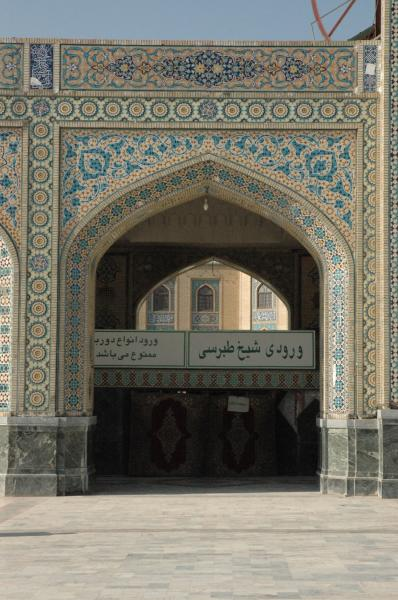 ورودی شیخ طبرسی
ورود انواع دوربین
ممنوع می باشد